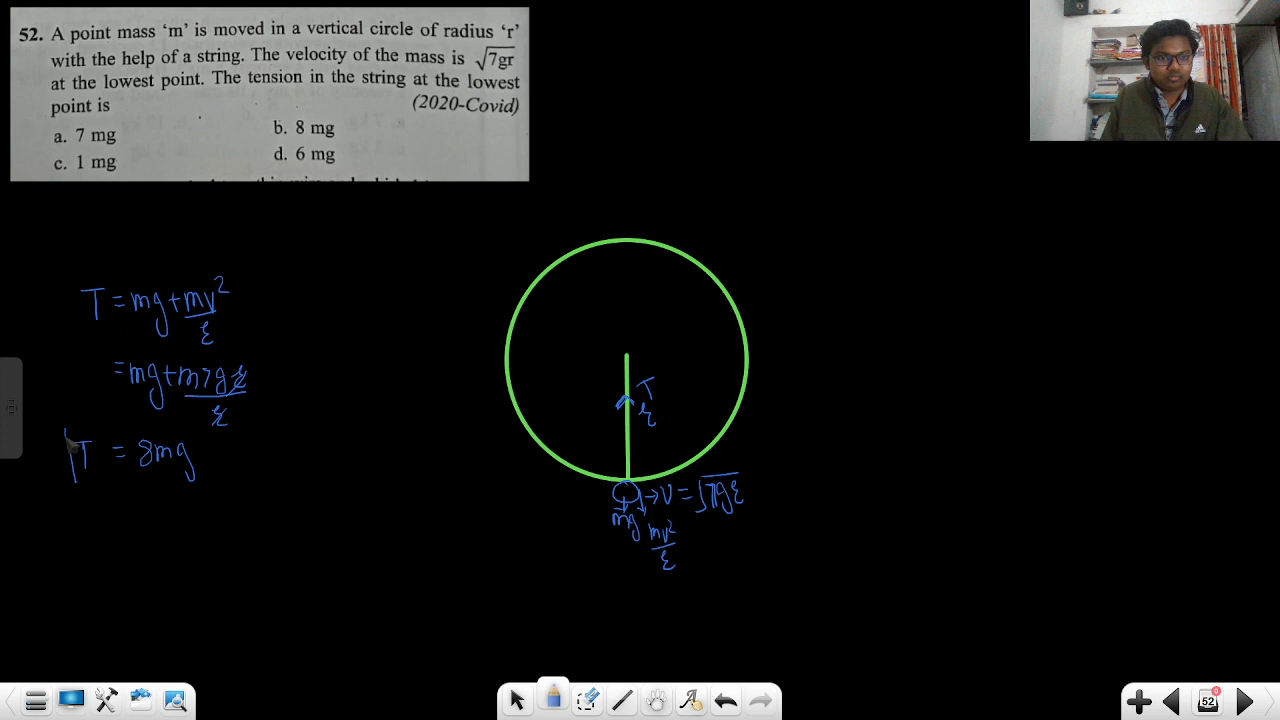 52. A point mass ‘m’ is moved in a vertical circle of radius ‘r’
with the help of a string. The velocity of the mass is √7gr
at the lowest point. The tension in the string at the lowest
point is (2020-Covid)
a. 7 mg b. 8 mg
c. 1 mg d. 6 mg
T = mg + mv²/r
= mg + m7gr/r
T = 8mg
T
r
→ V = √7gr
mg
mv²/r
52